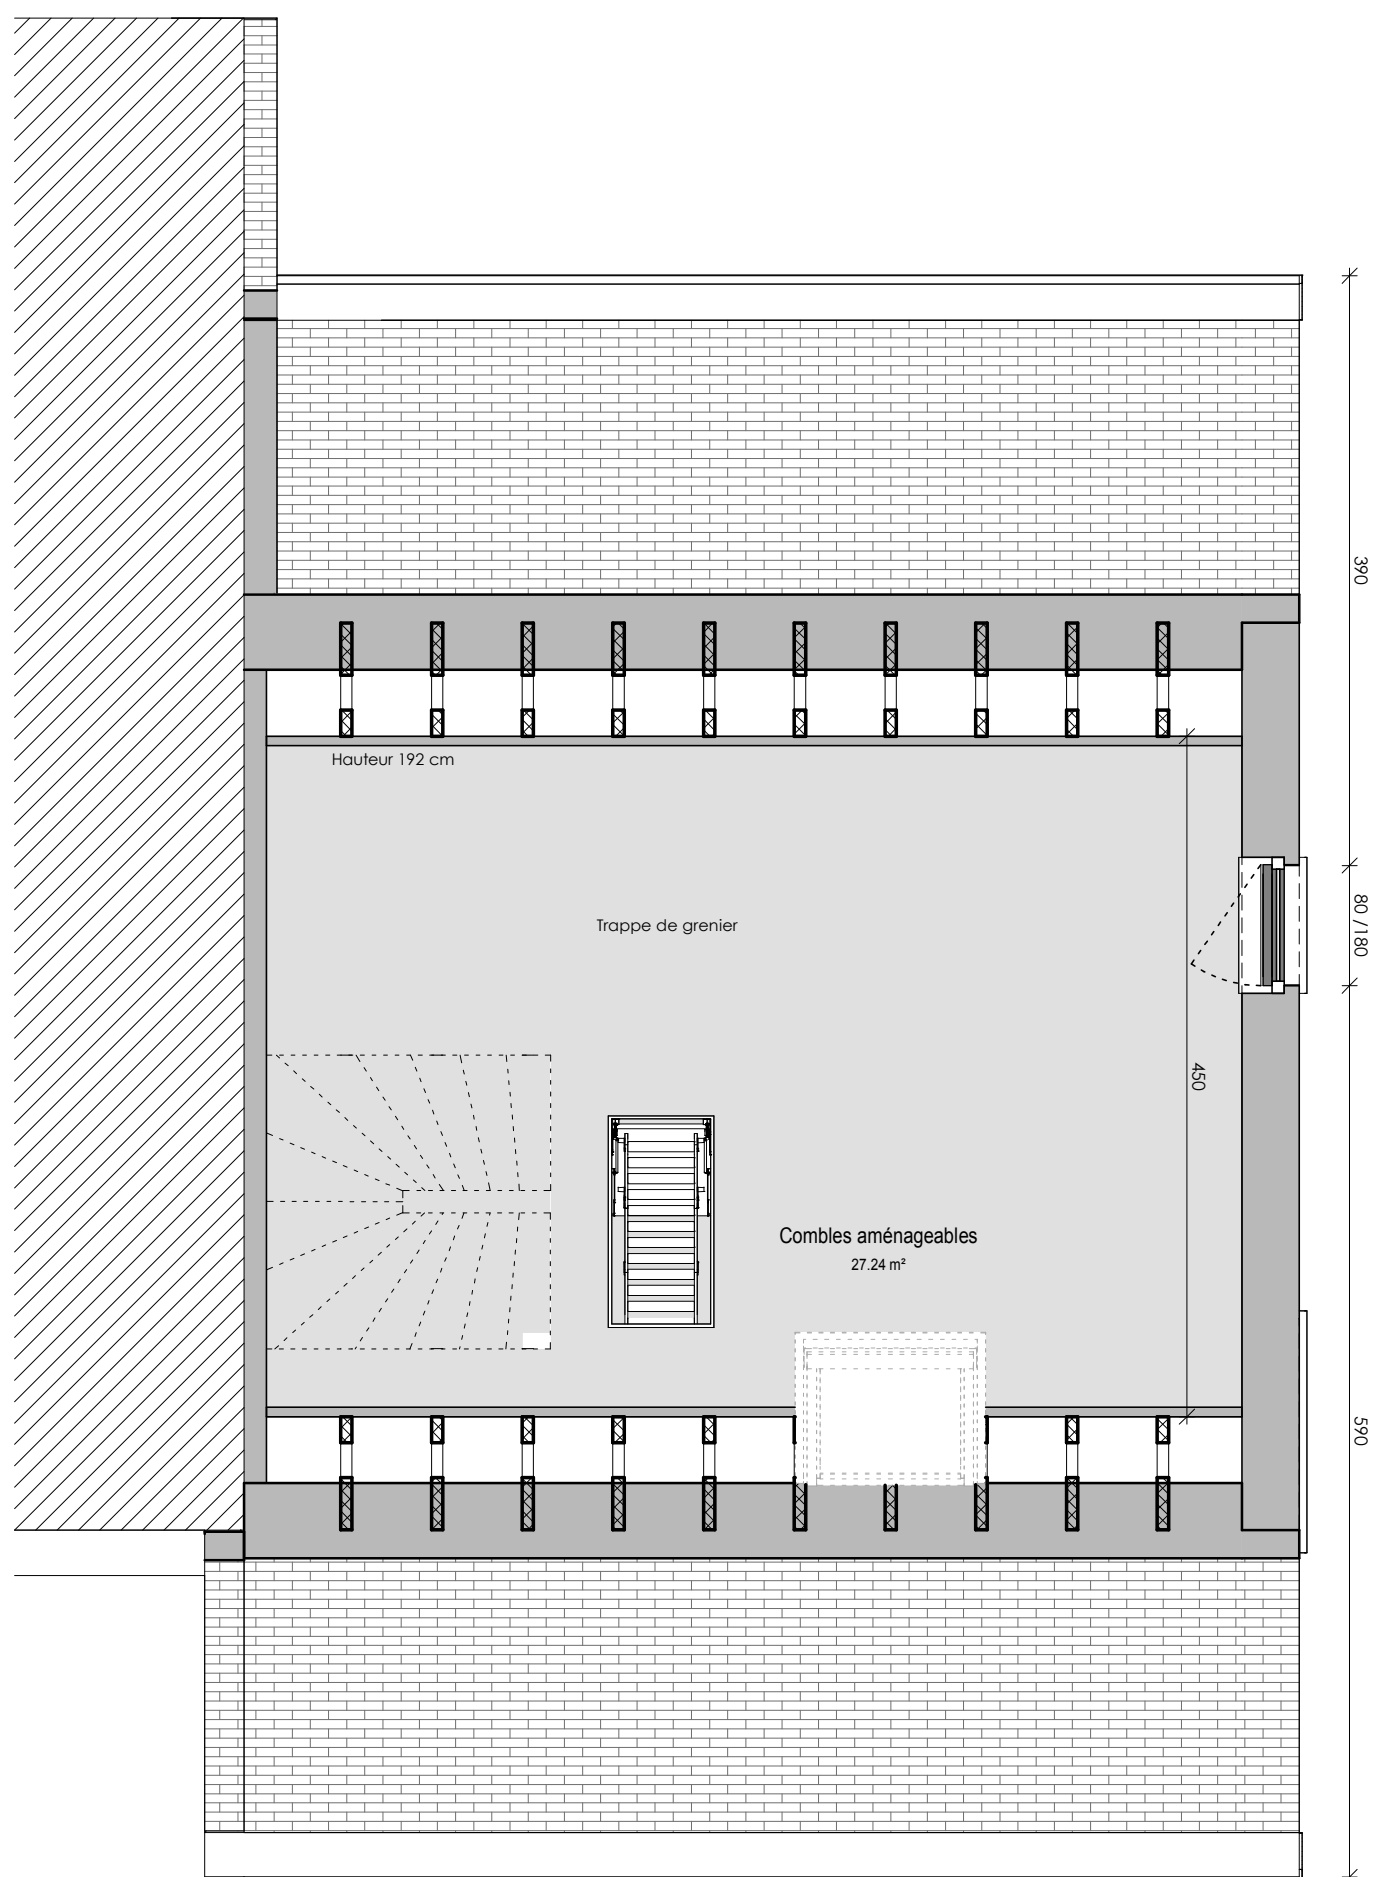 390
Hauteur 192 cm
Trappe de grenier
80 / 180
450
Combles aménageables
27.24 m²
590